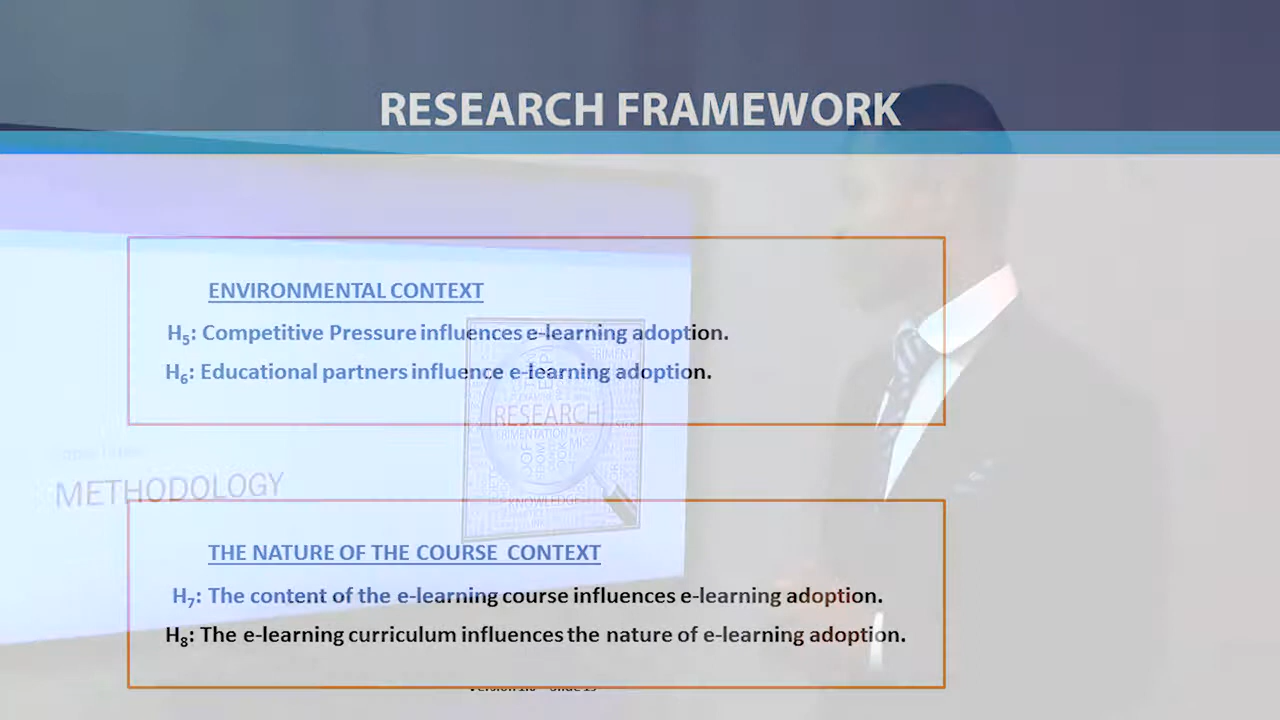 RESEARCH FRAMEWORK
ENVIRONMENTAL CONTEXT
H5: Competitive Pressure influences e-learning adoption.
H6: Educational partners influence e-learning adoption.
RESEARCH
KNOWLEDGE
METHODOLOGY
THE NATURE OF THE COURSE CONTEXT
H7: The content of the e-learning course influences e-learning adoption.
H8: The e-learning curriculum influences the nature of e-learning adoption.